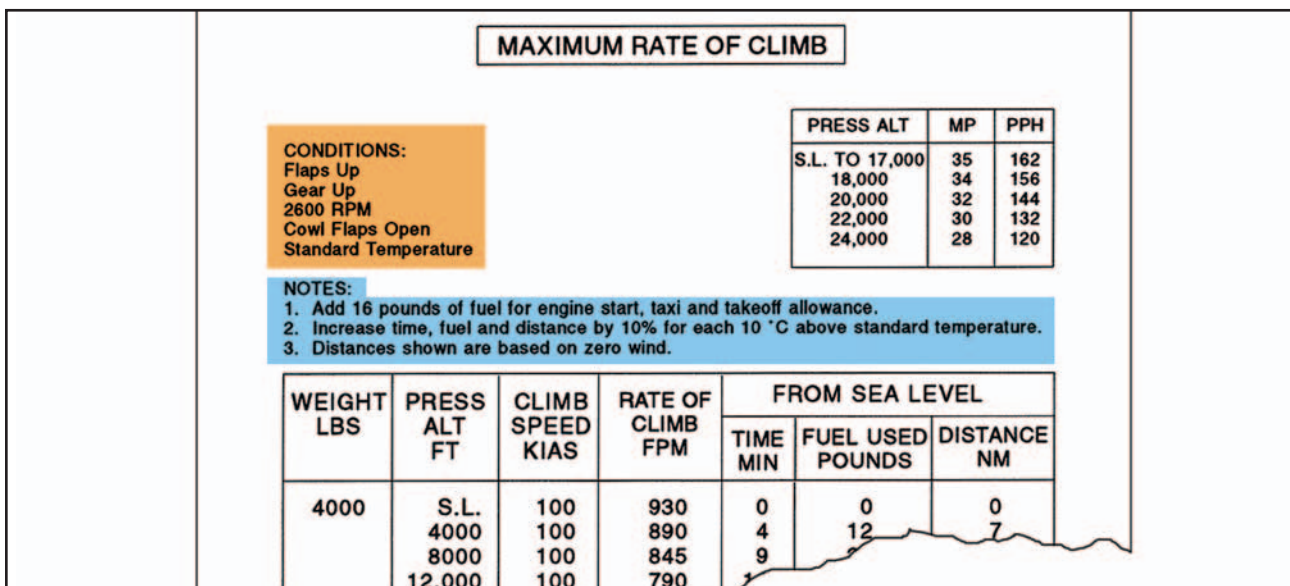 MAXIMUM RATE OF CLIMB
CONDITIONS:
Flaps Up
Gear Up
2600 RPM
Cowl Flaps Open
Standard Temperature
PRESS ALT MP PPH
S.L. TO 17,000 35 162
18,000 34 156
20,000 32 144
22,000 30 132
24,000 28 120
NOTES:
1. Add 16 pounds of fuel for engine start, taxi and takeoff allowance.
2. Increase time, fuel and distance by 10% for each 10 °C above standard temperature.
3. Distances shown are based on zero wind.
WEIGHT LBS
PRESS ALT FT
CLIMB SPEED KIAS
RATE OF CLIMB FPM
FROM SEA LEVEL
TIME MIN
FUEL USED POUNDS
DISTANCE NM
4000 S.L. 100 930 0 0 0
4000 100 890 4 12 7
8000 100 845 9
12,000 100 790